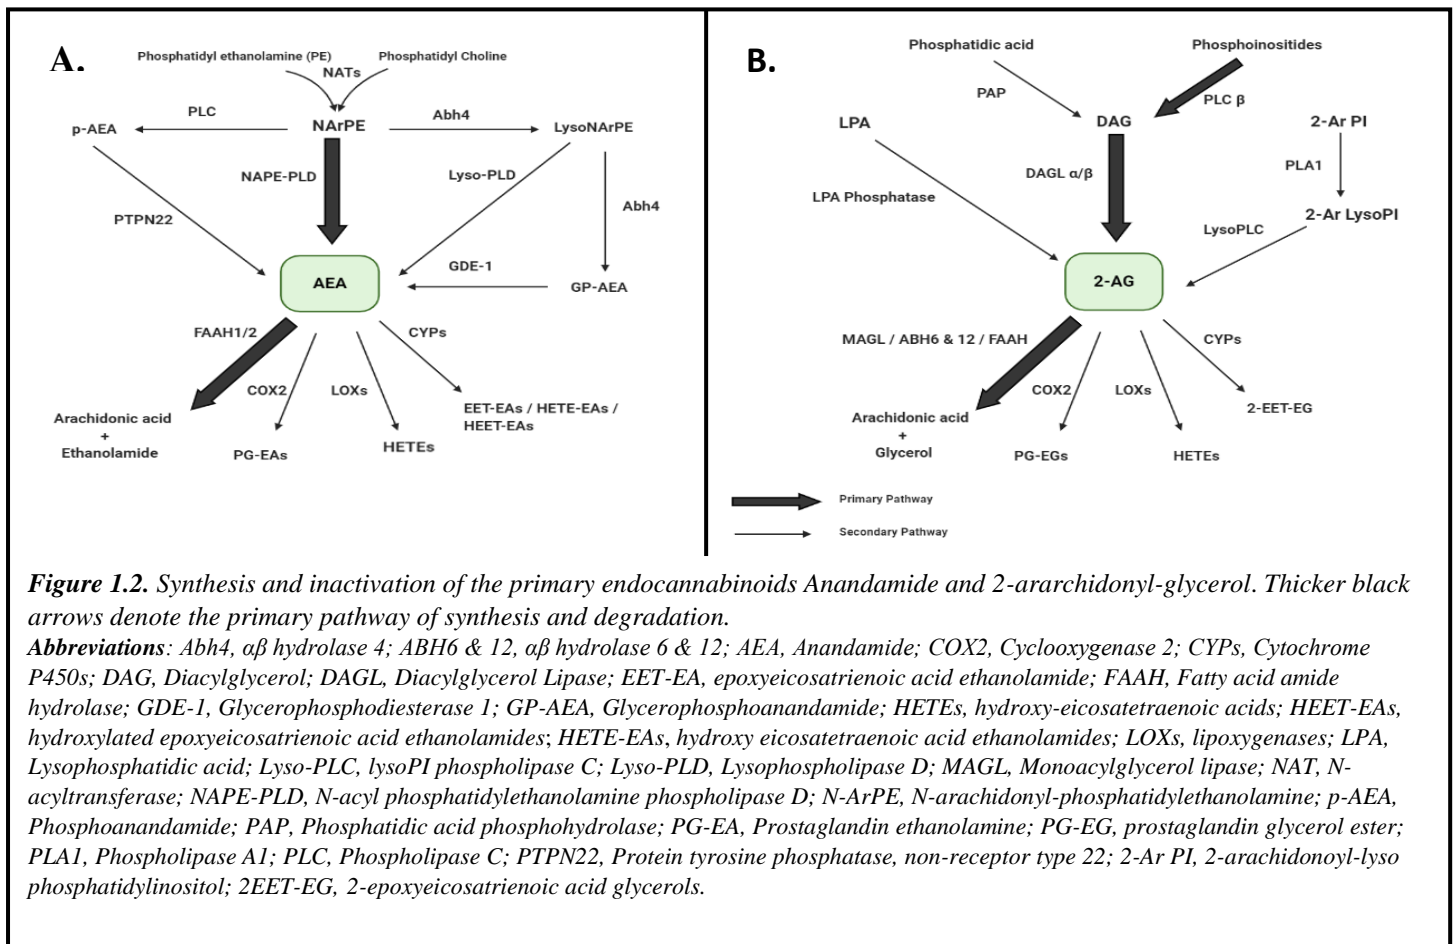 A.
Phosphatidyl ethanolamine (PE)
Phosphatidyl Choline
NATs
PLC
Abh4
p-AEA
NArPE
LysoNArPE
NAPE-PLD
Lyso-PLD
Abh4
PTPN22
GDE-1
AEA
GP-AEA
FAAH1/2
CYPs
COX2
LOXs
Arachidonic acid
+
Ethanolamide
PG-EAs
HETEs
EET-EAs / HETE-EAs /
HEET-EAs
B.
Phosphatidic acid
Phosphoinositides
PAP
PLC β
LPA
DAG
2-Ar PI
DAGL α/β
PLA1
LPA Phosphatase
2-Ar LysoPI
LysoPLC
2-AG
MAGL / ABH6 & 12 / FAAH
CYPs
COX2
LOXs
2-EET-EG
Arachidonic acid
+
Glycerol
PG-EGs
HETEs
Primary Pathway
Secondary Pathway
Figure 1.2. Synthesis and inactivation of the primary endocannabinoids Anandamide and 2-ararchidonyl-glycerol. Thicker black
arrows denote the primary pathway of synthesis and degradation.
Abbreviations: Abh4, αβ hydrolase 4; ABH6 & 12, αβ hydrolase 6 & 12; AEA, Anandamide; COX2, Cyclooxygenase 2; CYPs, Cytochrome
P450s; DAG, Diacylglycerol; DAGL, Diacylglycerol Lipase; EET-EA, epoxyeicosatrienoic acid ethanolamide; FAAH, Fatty acid amide
hydrolase; GDE-1, Glycerophosphodiesterase 1; GP-AEA, Glycerophosphoanandamide; HETEs, hydroxy-eicosatetraenoic acids; HEET-EAs,
hydroxylated epoxyeicosatrienoic acid ethanolamides; HETE-EAs, hydroxy eicosatetraenoic acid ethanolamides; LOXs, lipoxygenases; LPA,
Lysophosphatidic acid; Lyso-PLC, lysoPI phospholipase C; Lyso-PLD, Lysophospholipase D; MAGL, Monoacylglycerol lipase; NAT, N-
acyltransferase; NAPE-PLD, N-acyl phosphatidylethanolamine phospholipase D; N-ArPE, N-arachidonyl-phosphatidylethanolamine; p-AEA,
Phosphoanandamide; PAP, Phosphatidic acid phosphohydrolase; PG-EA, Prostaglandin ethanolamine; PG-EG, prostaglandin glycerol ester;
PLA1, Phospholipase A1; PLC, Phospholipase C; PTPN22, Protein tyrosine phosphatase, non-receptor type 22; 2-Ar PI, 2-arachidonoyl-lyso
phosphatidylinositol; 2EET-EG, 2-epoxyeicosatrienoic acid glycerols.